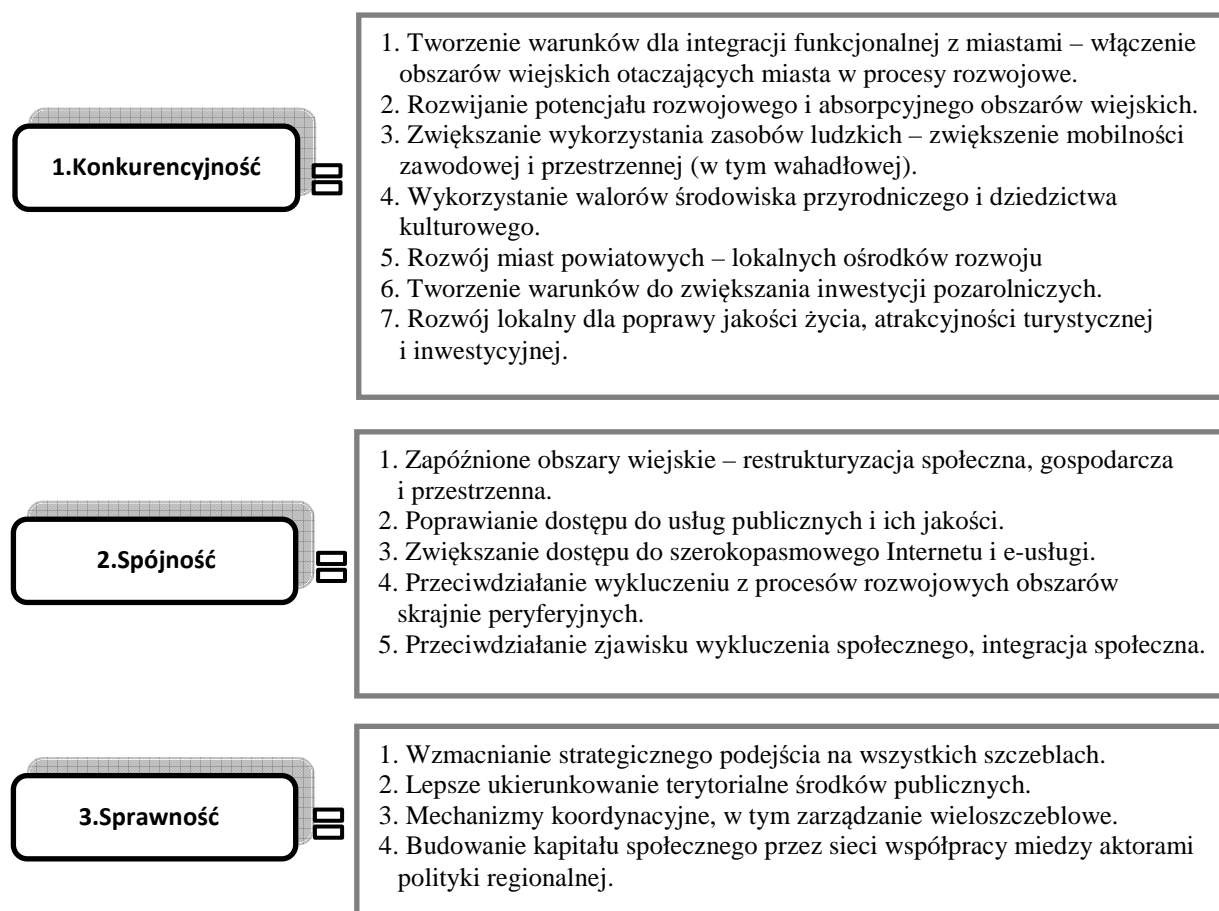 1.Konkurencyjność
1. Tworzenie warunków dla integracji funkcjonalnej z miastami – włączenie
obszarów wiejskich otaczających miasta w procesy rozwojowe.
2. Rozwijanie potencjału rozwojowego i absorpcyjnego obszarów wiejskich.
3. Zwiększanie wykorzystania zasobów ludzkich – zwiększenie mobilności
zawodowej i przestrzennej (w tym wahadłowej).
4. Wykorzystanie walorów środowiska przyrodniczego i dziedzictwa
kulturowego.
5. Rozwój miast powiatowych – lokalnych ośrodków rozwoju
6. Tworzenie warunków do zwiększania inwestycji pozarolniczych.
7. Rozwój lokalny dla poprawy jakości życia, atrakcyjności turystycznej
i inwestycyjnej.
2.Spójność
1. Zapóźnione obszary wiejskie – restrukturyzacja społeczna, gospodarcza
i przestrzenna.
2. Poprawianie dostępu do usług publicznych i ich jakości.
3. Zwiększanie dostępu do szerokopasmowego Internetu i e-usługi.
4. Przeciwdziałanie wykluczeniu z procesów rozwojowych obszarów
skrajnie peryferyjnych.
5. Przeciwdziałanie zjawisku wykluczenia społecznego, integracja społeczna.
3.Sprawność
1. Wzmacnianie strategicznego podejścia na wszystkich szczeblach.
2. Lepsze ukierunkowanie terytorialne środków publicznych.
3. Mechanizmy koordynacyjne, w tym zarządzanie wieloszczeblowe.
4. Budowanie kapitału społecznego przez sieci współpracy miedzy aktorami
polityki regionalnej.